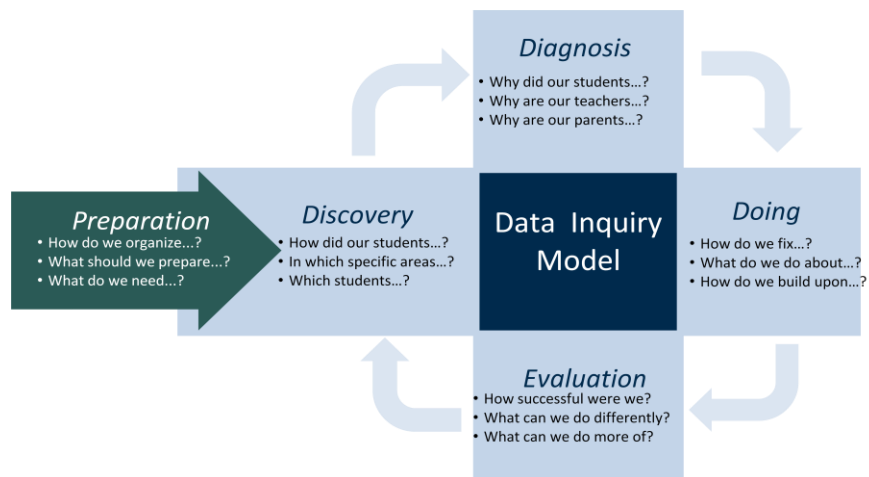 Diagnosis
• Why did our students…?
• Why are our teachers…?
• Why are our parents…?
Preparation
• How do we organize...?
• What should we prepare...?
• What do we need...?
Discovery
• How did our students…?
• In which specific areas…?
• Which students…?
Data Inquiry
Model
Doing
• How do we fix…?
• What do we do about…?
• How do we build upon…?
Evaluation
• How successful were we?
• What can we do differently?
• What can we do more of?